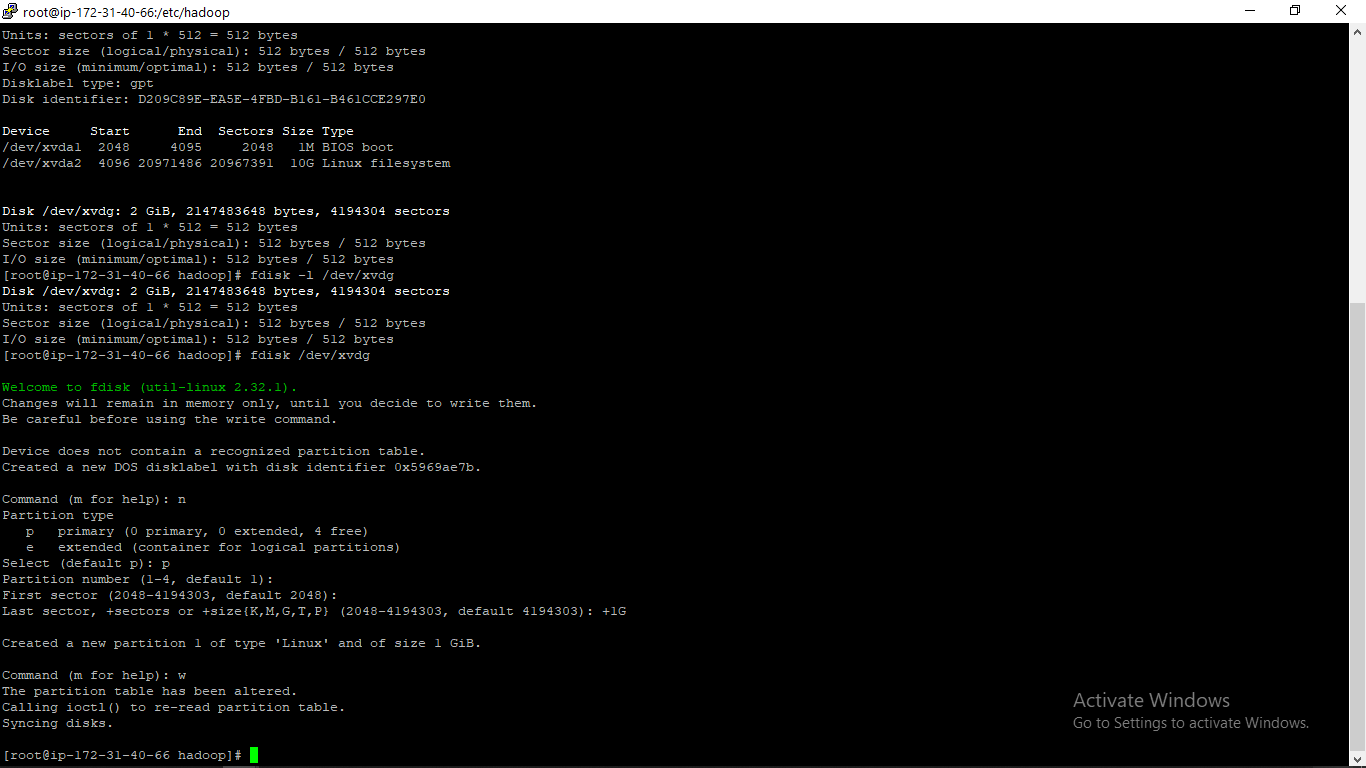 root@ip-172-31-40-66:/etc/hadoop
Units: sectors of 1 * 512 = 512 bytes
Sector size (logical/physical): 512 bytes / 512 bytes
I/O size (minimum/optimal): 512 bytes / 512 bytes
Disklabel type: gpt
Disk identifier: D209C89E-EA5E-4FBD-B161-B461CCE297E0
Device     Start      End  Sectors Size Type
/dev/xvda1  2048     4095     2048   1M BIOS boot
/dev/xvda2  4096 20971486 20967391  10G Linux filesystem
Disk /dev/xvdg: 2 GiB, 2147483648 bytes, 4194304 sectors
Units: sectors of 1 * 512 = 512 bytes
Sector size (logical/physical): 512 bytes / 512 bytes
I/O size (minimum/optimal): 512 bytes / 512 bytes
[root@ip-172-31-40-66 hadoop]# fdisk -l /dev/xvdg
Disk /dev/xvdg: 2 GiB, 2147483648 bytes, 4194304 sectors
Units: sectors of 1 * 512 = 512 bytes
Sector size (logical/physical): 512 bytes / 512 bytes
I/O size (minimum/optimal): 512 bytes / 512 bytes
[root@ip-172-31-40-66 hadoop]# fdisk /dev/xvdg
Welcome to fdisk (util-linux 2.32.1).
Changes will remain in memory only, until you decide to write them.
Be careful before using the write command.
Device does not contain a recognized partition table.
Created a new DOS disklabel with disk identifier 0x5969ae7b.
Command (m for help): n
Partition type
   p   primary (0 primary, 0 extended, 4 free)
   e   extended (container for logical partitions)
Select (default p): p
Partition number (1-4, default 1):
First sector (2048-4194303, default 2048):
Last sector, +sectors or +size{K,M,G,T,P} (2048-4194303, default 4194303): +1G
Created a new partition 1 of type 'Linux' and of size 1 GiB.
Command (m for help): w
The partition table has been altered.
Calling ioctl() to re-read partition table.
Syncing disks.
[root@ip-172-31-40-66 hadoop]#
Activate Windows
Go to Settings to activate Windows.